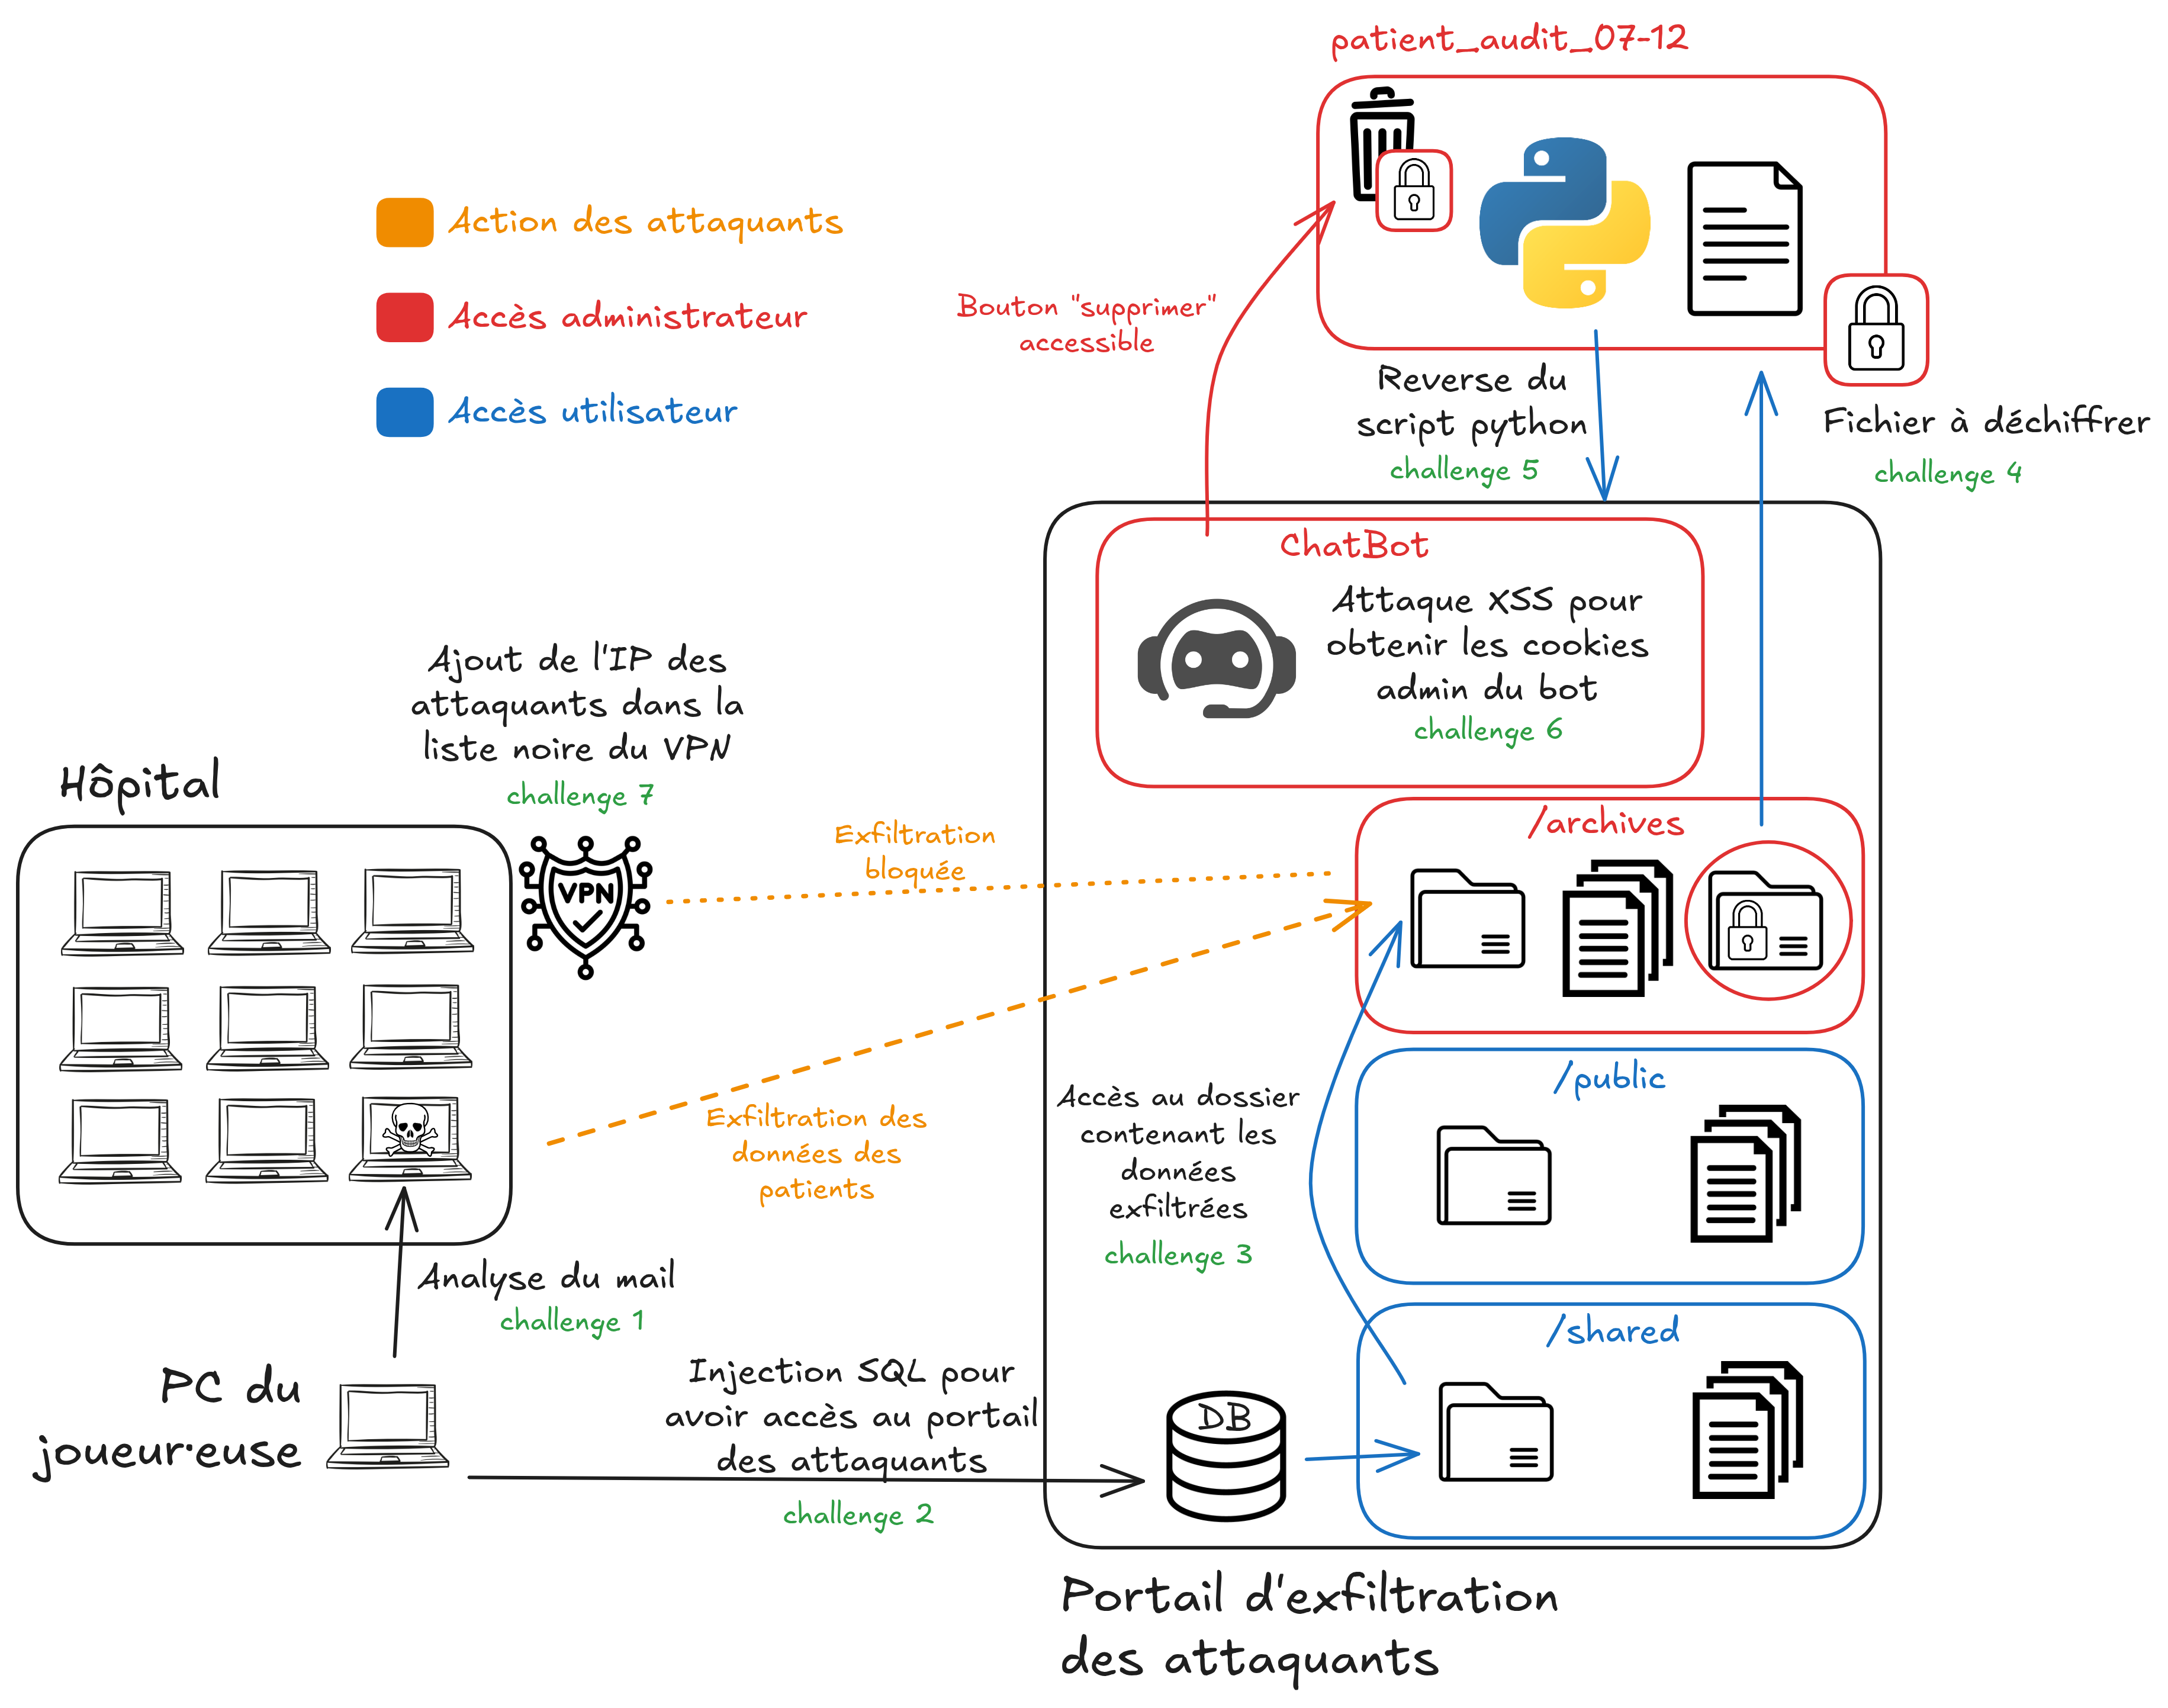 patient_audit_07-12
Action des attaquants
Accès administrateur
Accès utilisateur
Bouton "supprimer"
accessible
Reverse du
script python
challenge 5
Fichier à déchiffrer
challenge 4
ChatBot
Attaque XSS pour
obtenir les cookies
admin du bot
challenge 6
Ajout de l'IP des
attaquants dans la
liste noire du VPN
challenge 7
Hôpital
VPN
Exfiltration
bloquée
/archives
Exfiltration des
données des
patients
Accès au dossier
contenant les
données
exfiltrées
challenge 3
/public
/shared
Analyse du mail
challenge 1
PC du
joueur·euse
Injection SQL pour
avoir accès au portail
des attaquants
challenge 2
DB
Portail d'exfiltration
des attaquants